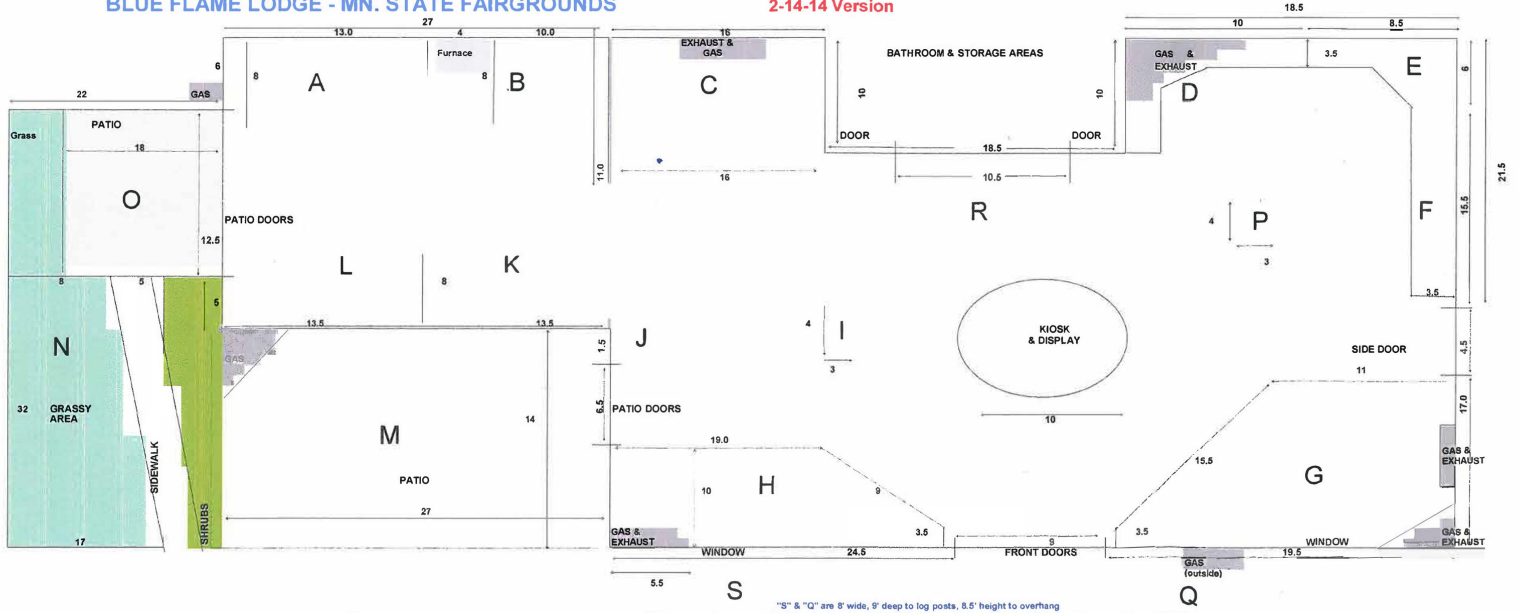 BLUE FLAME LODGE - MN. STATE FAIRGROUNDS
2-14-14 Version
27
13.0
4
10.0
16
18.5
10
8.5
6
8
A
Furnace
8
B
EXHAUST &
GAS
C
BATHROOM & STORAGE AREAS
10
10
GAS &
EXHAUST
D
3.5
E
6
22
GAS
Grass
PATIO
18
O
12.5
PATIO DOORS
11.0
16
DOOR
DOOR
18.5
10.5
R
4
P
3
F
15.5
21.5
3.5
L
K
8
8
5
5
13.5
13.5
N
GAS
32
GRASSY
AREA
SIDEWALK
SHRUBS
17
M
PATIO
14
27
1.5
J
6.5
PATIO DOORS
4
I
3
KIOSK
& DISPLAY
10
SIDE DOOR
4.5
11
17.0
19.0
10
H
9
3.5
GAS &
EXHAUST
WINDOW
24.5
5.5
S
9
FRONT DOORS
3.5
15.5
G
GAS &
EXHAUST
GAS &
EXHAUST
WINDOW
19.5
GAS
(outside)
Q
"S" & "Q" are 8' wide, 9' deep to log posts, 8.5' height to overhang